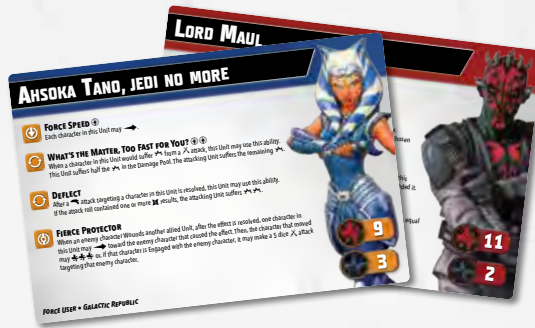 LORD MAUL
AHSOKA TANO, JEDI NO MORE
FORCE SPEED
Each character in this Unit may .
WHAT'S THE MATTER, TOO FAST FOR YOU?
When a character in this Unit would suffer from a attack, this Unit may use this ability.
This Unit suffers half the in the Damage Pool. The attacking Unit suffers the remaining .
DEFLECT
After a attack targeting a character in this Unit is resolved, this Unit may use this ability.
If the attack roll contained one or more results, the attacking Unit suffers .
FIERCE PROTECTOR
When an enemy character Wounds another allied Unit, after the effect is resolved, one character in
this Unit may toward the enemy character that caused the effect. Then, the character that moved
may or, if that character is Engaged with the enemy character, it may make a 5 dice attack
targeting that enemy character.
FORCE USER • GALACTIC REPUBLIC
9
3
hosen
this
ded it.
equal
11
2